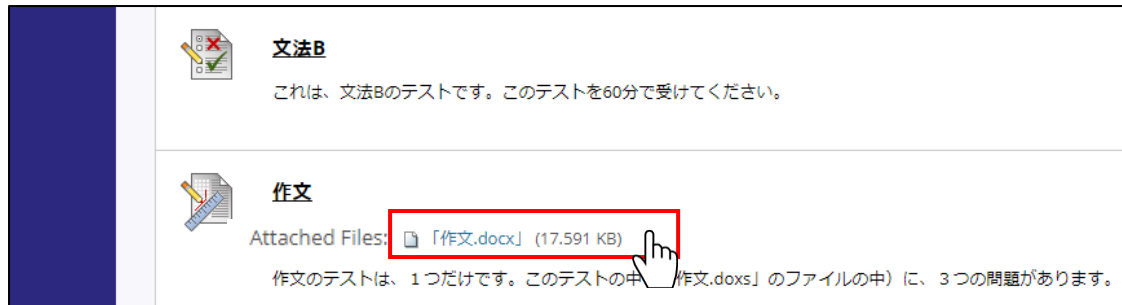 文法B
これは、文法Bのテストです。このテストを60分で受けてください。
作文
Attached Files: 「作文.docx」 (17.591 KB)
作文のテストは、１つだけです。このテストの中 作文.doxs」のファイルの中）に、３つの問題があります。